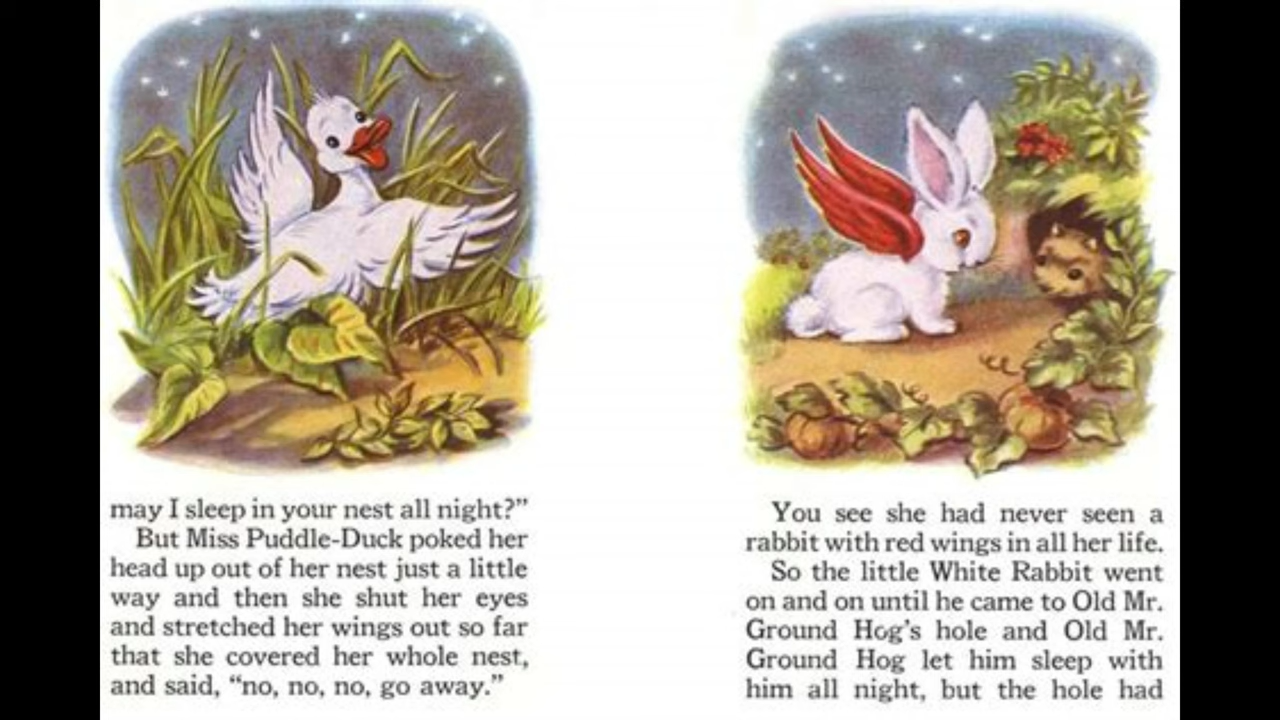 may I sleep in your nest all night?”
But Miss Puddle-Duck poked her
head up out of her nest just a little
way and then she shut her eyes
and stretched her wings out so far
that she covered her whole nest,
and said, “no, no, no, go away.”
You see she had never seen a
rabbit with red wings in all her life.
So the little White Rabbit went
on and on until he came to Old Mr.
Ground Hog’s hole and Old Mr.
Ground Hog let him sleep with
him all night, but the hole had